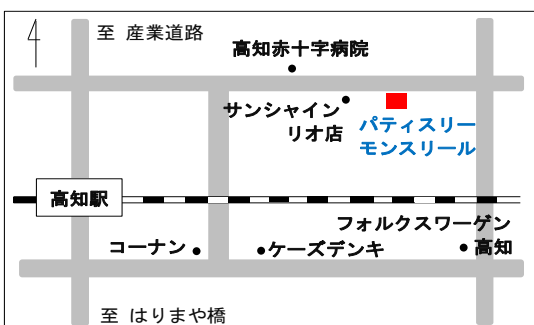 至 産業道路
高知赤十字病院
サンシャイン
リオ店
パティスリー
モンスリール
高知駅
フォルクスワーゲン
高知
コーナン
ケーズデンキ
至 はりまや橋